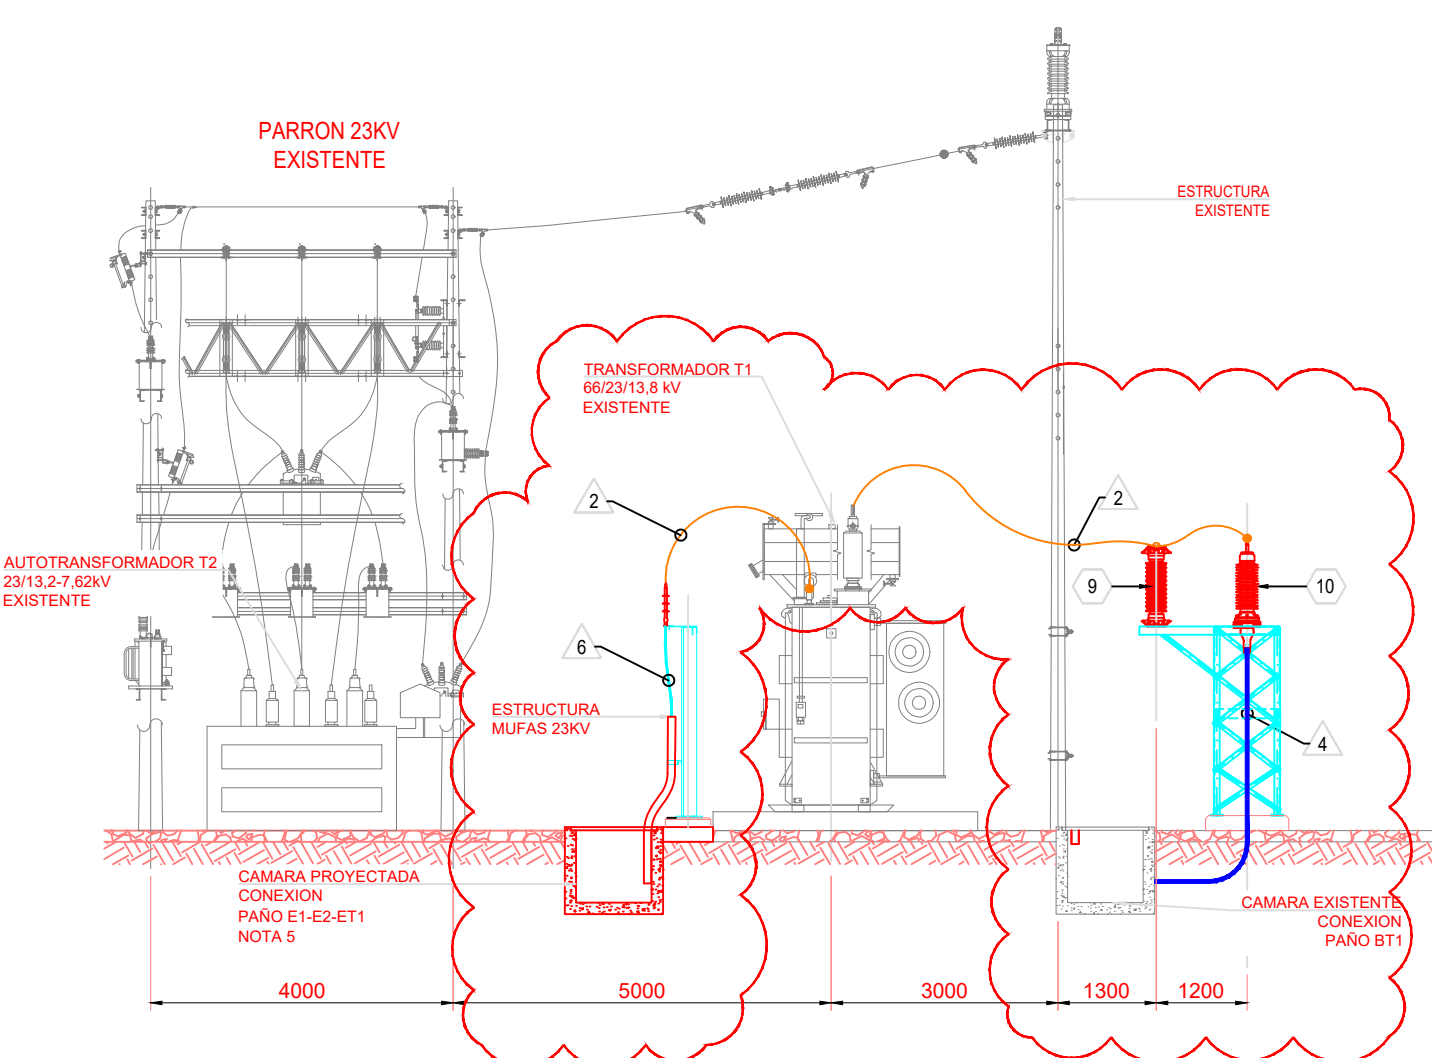 PARRON 23KV
EXISTENTE
ESTRUCTURA
EXISTENTE
TRANSFORMADOR T1
66/23/13,8 kV
EXISTENTE
2
2
AUTOTRANSFORMADOR T2
23/13,2-7,62kV
EXISTENTE
9
10
6
ESTRUCTURA
MUFAS 23KV
4
CAMARA PROYECTADA
CONEXION
PAÑO E1-E2-ET1
NOTA 5
CAMARA EXISTENTE
CONEXION
PAÑO BT1
4000
5000
3000
1300
1200